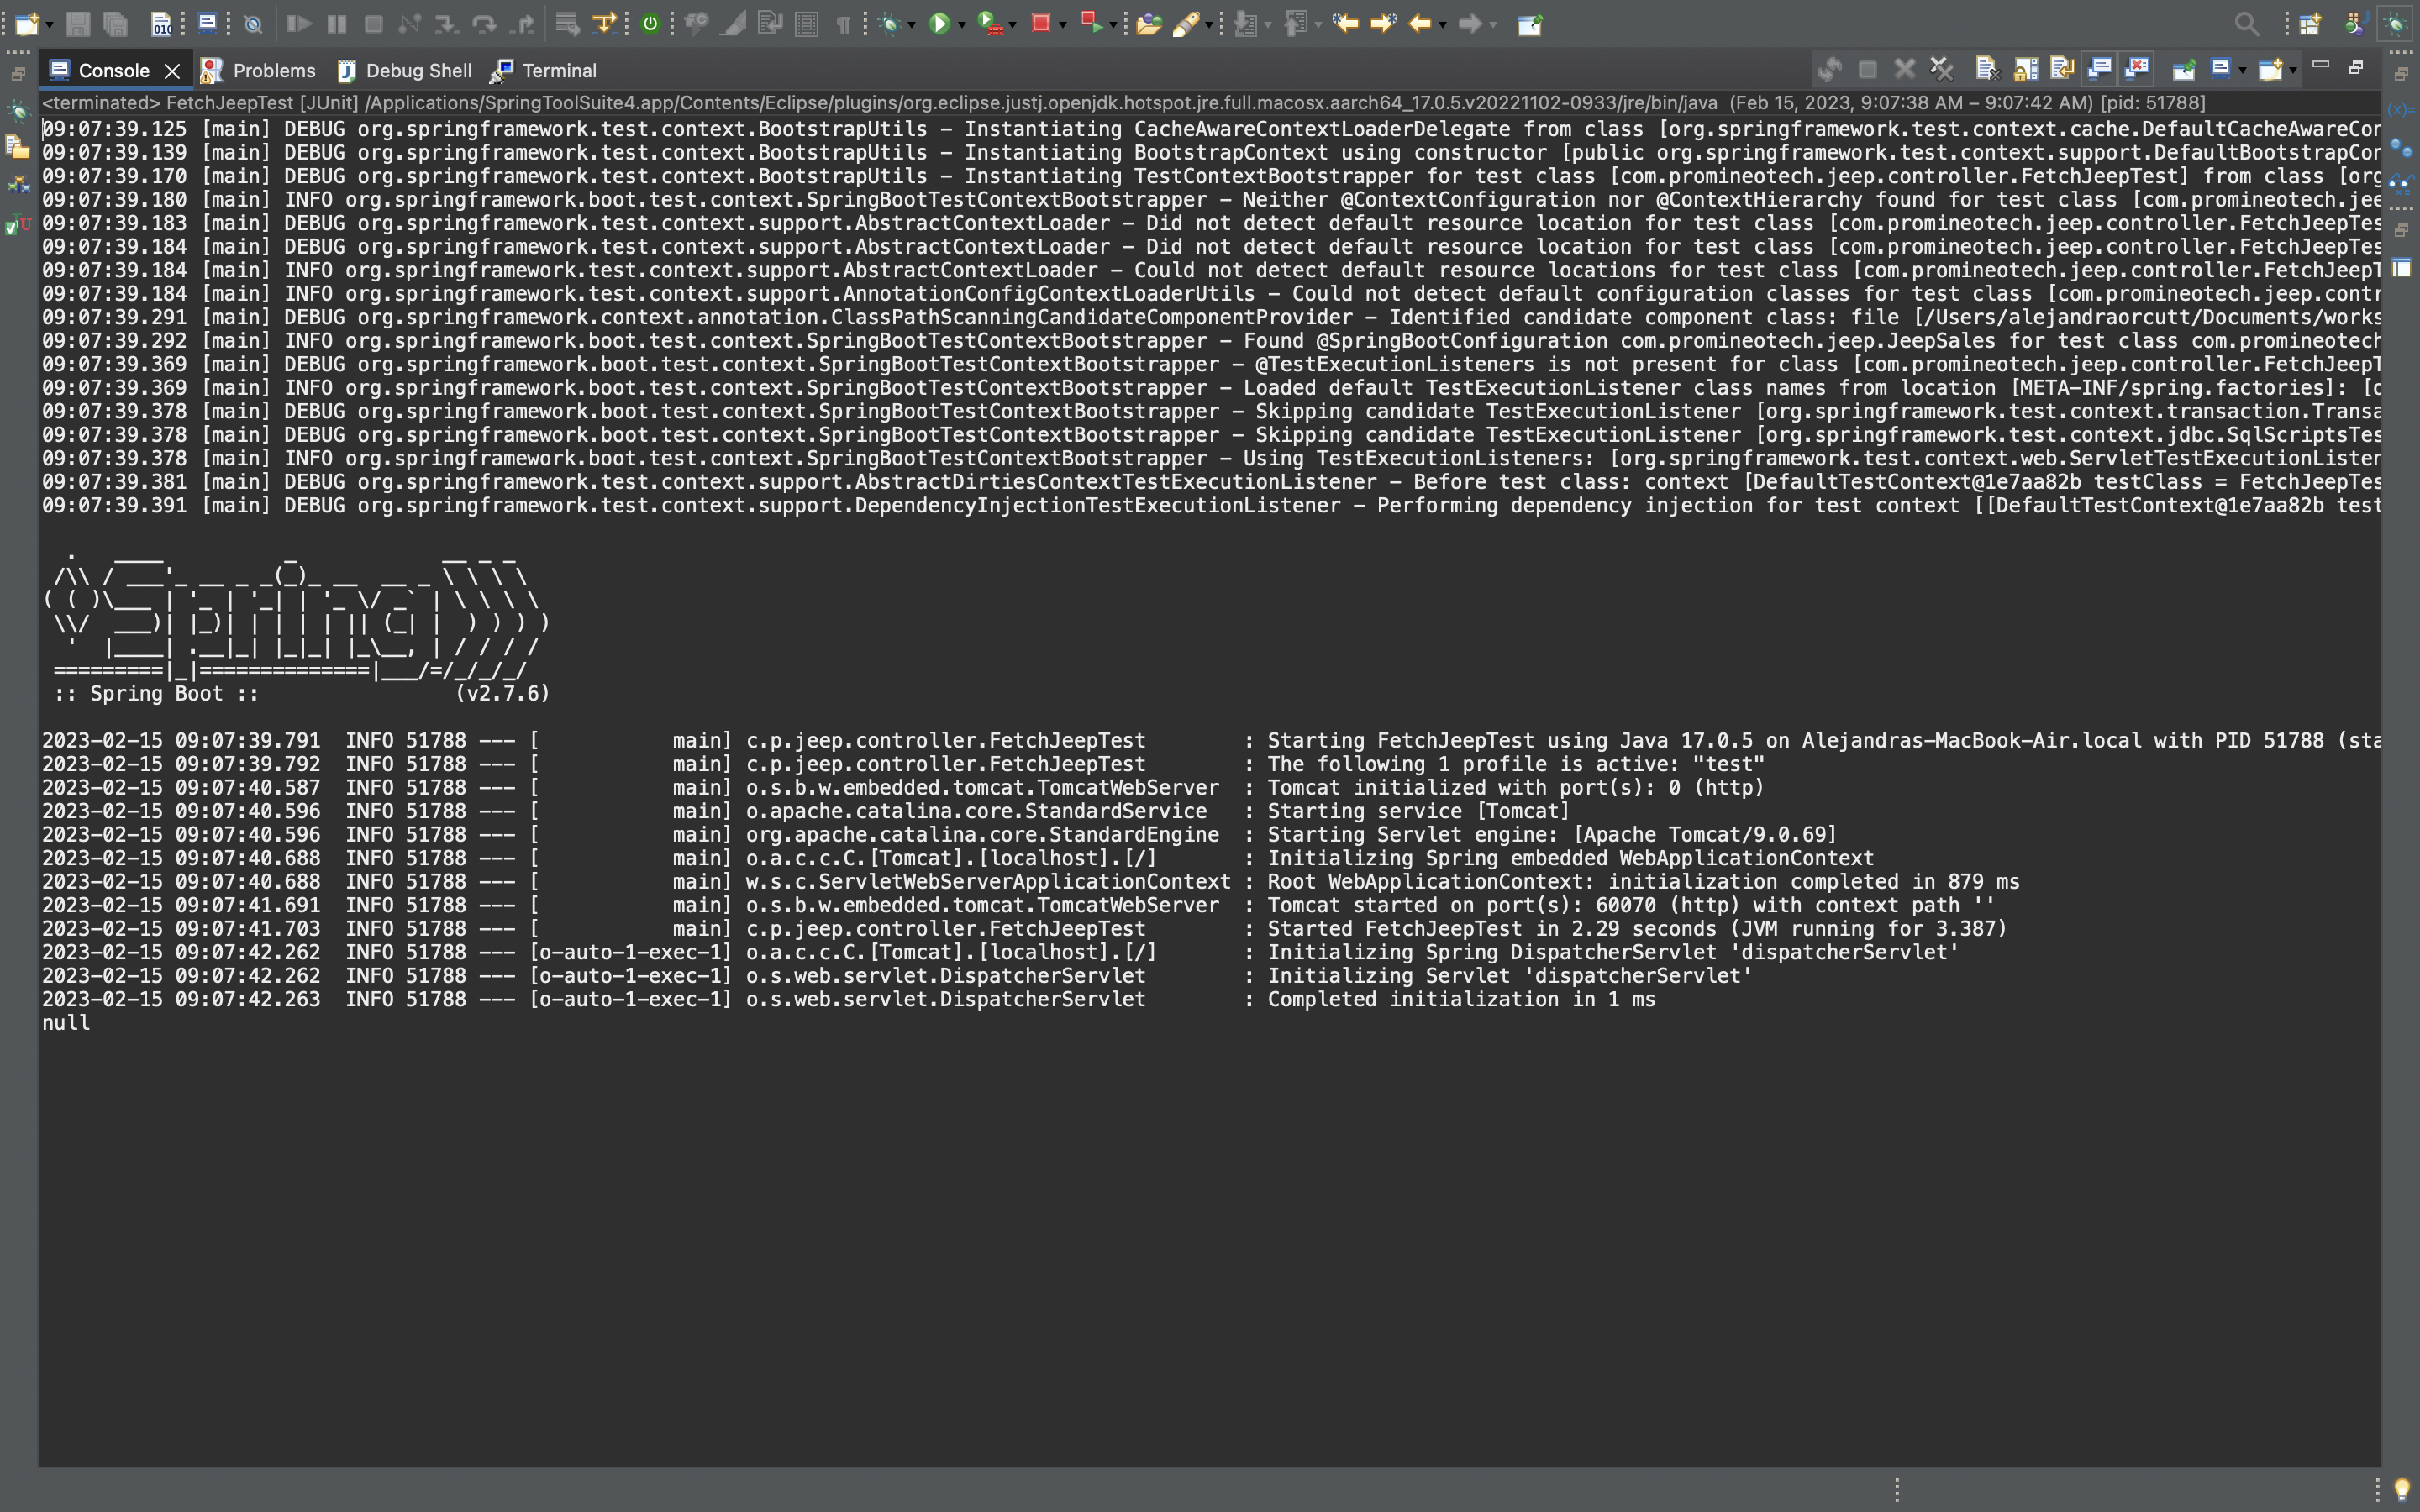 Console Problems Debug Shell Terminal
<terminated> FetchJeepTest [JUnit] /Applications/SpringToolSuite4.app/Contents/Eclipse/plugins/org.eclipse.justj.openjdk.hotspot.jre.full.macosx.aarch64_17.0.5.v20221102-0933/jre/bin/java (Feb 15, 2023, 9:07:38 AM – 9:07:42 AM) [pid: 51788]
09:07:39.125 [main] DEBUG org.springframework.test.context.BootstrapUtils - Instantiating CacheAwareContextLoaderDelegate from class [org.springframework.test.context.cache.DefaultCacheAwareCon
09:07:39.139 [main] DEBUG org.springframework.test.context.BootstrapUtils - Instantiating BootstrapContext using constructor [public org.springframework.test.context.support.DefaultBootstrapCon
09:07:39.170 [main] DEBUG org.springframework.test.context.BootstrapUtils - Instantiating TestContextBootstrapper for test class [com.promineotech.jeep.controller.FetchJeepTest] from class [org
09:07:39.180 [main] INFO org.springframework.boot.test.context.SpringBootTestContextBootstrapper - Neither @ContextConfiguration nor @ContextHierarchy found for test class [com.promineotech.jee
09:07:39.183 [main] DEBUG org.springframework.test.context.support.AbstractContextLoader - Did not detect default resource location for test class [com.promineotech.jeep.controller.FetchJeepTes
09:07:39.184 [main] DEBUG org.springframework.test.context.support.AbstractContextLoader - Did not detect default resource location for test class [com.promineotech.jeep.controller.FetchJeepTes
09:07:39.184 [main] INFO org.springframework.test.context.support.AbstractContextLoader - Could not detect default resource locations for test class [com.promineotech.jeep.controller.FetchJeepT
09:07:39.184 [main] INFO org.springframework.test.context.support.AnnotationConfigContextLoaderUtils - Could not detect default configuration classes for test class [com.promineotech.jeep.contr
09:07:39.291 [main] DEBUG org.springframework.context.annotation.ClassPathScanningCandidateComponentProvider - Identified candidate component class: file [/Users/alejandraorcutt/Documents/works
09:07:39.292 [main] INFO org.springframework.boot.test.context.SpringBootTestContextBootstrapper - Found @SpringBootConfiguration com.promineotech.jeep.JeepSales for test class com.promineotech
09:07:39.369 [main] DEBUG org.springframework.boot.test.context.SpringBootTestContextBootstrapper - @TestExecutionListeners is not present for class [com.promineotech.jeep.controller.FetchJeepT
09:07:39.369 [main] INFO org.springframework.boot.test.context.SpringBootTestContextBootstrapper - Loaded default TestExecutionListener class names from location [META-INF/spring.factories]: [o
09:07:39.378 [main] DEBUG org.springframework.boot.test.context.SpringBootTestContextBootstrapper - Skipping candidate TestExecutionListener [org.springframework.test.context.transaction.Transa
09:07:39.378 [main] DEBUG org.springframework.boot.test.context.SpringBootTestContextBootstrapper - Skipping candidate TestExecutionListener [org.springframework.test.context.jdbc.SqlScriptsTes
09:07:39.378 [main] INFO org.springframework.boot.test.context.SpringBootTestContextBootstrapper - Using TestExecutionListeners: [org.springframework.test.context.web.ServletTestExecutionListen
09:07:39.381 [main] DEBUG org.springframework.test.context.support.AbstractDirtiesContextTestExecutionListener - Before test class: context [DefaultTestContext@1e7aa82b testClass = FetchJeepTes
09:07:39.391 [main] DEBUG org.springframework.test.context.support.DependencyInjectionTestExecutionListener - Performing dependency injection for test context [[DefaultTestContext@1e7aa82b test
Spring
:: Spring Boot :: (v2.7.6)
2023-02-15 09:07:39.791  INFO 51788 --- [           main] c.p.jeep.controller.FetchJeepTest        : Starting FetchJeepTest using Java 17.0.5 on Alejandras-MacBook-Air.local with PID 51788 (sta
2023-02-15 09:07:39.792  INFO 51788 --- [           main] c.p.jeep.controller.FetchJeepTest        : The following 1 profile is active: "test"
2023-02-15 09:07:40.587  INFO 51788 --- [           main] o.s.b.w.embedded.tomcat.TomcatWebServer  : Tomcat initialized with port(s): 0 (http)
2023-02-15 09:07:40.596  INFO 51788 --- [           main] o.apache.catalina.core.StandardService   : Starting service [Tomcat]
2023-02-15 09:07:40.596  INFO 51788 --- [           main] org.apache.catalina.core.StandardEngine  : Starting Servlet engine: [Apache Tomcat/9.0.69]
2023-02-15 09:07:40.688  INFO 51788 --- [           main] o.a.c.c.C.[Tomcat].[localhost].[/]       : Initializing Spring embedded WebApplicationContext
2023-02-15 09:07:40.688  INFO 51788 --- [           main] w.s.c.ServletWebServerApplicationContext : Root WebApplicationContext: initialization completed in 879 ms
2023-02-15 09:07:41.691  INFO 51788 --- [           main] o.s.b.w.embedded.tomcat.TomcatWebServer  : Tomcat started on port(s): 60070 (http) with context path ''
2023-02-15 09:07:41.703  INFO 51788 --- [           main] c.p.jeep.controller.FetchJeepTest        : Started FetchJeepTest in 2.29 seconds (JVM running for 3.387)
2023-02-15 09:07:42.262  INFO 51788 --- [o-auto-1-exec-1] o.a.c.c.C.[Tomcat].[localhost].[/]       : Initializing Spring DispatcherServlet 'dispatcherServlet'
2023-02-15 09:07:42.262  INFO 51788 --- [o-auto-1-exec-1] o.s.web.servlet.DispatcherServlet        : Initializing Servlet 'dispatcherServlet'
2023-02-15 09:07:42.263  INFO 51788 --- [o-auto-1-exec-1] o.s.web.servlet.DispatcherServlet        : Completed initialization in 1 ms
null